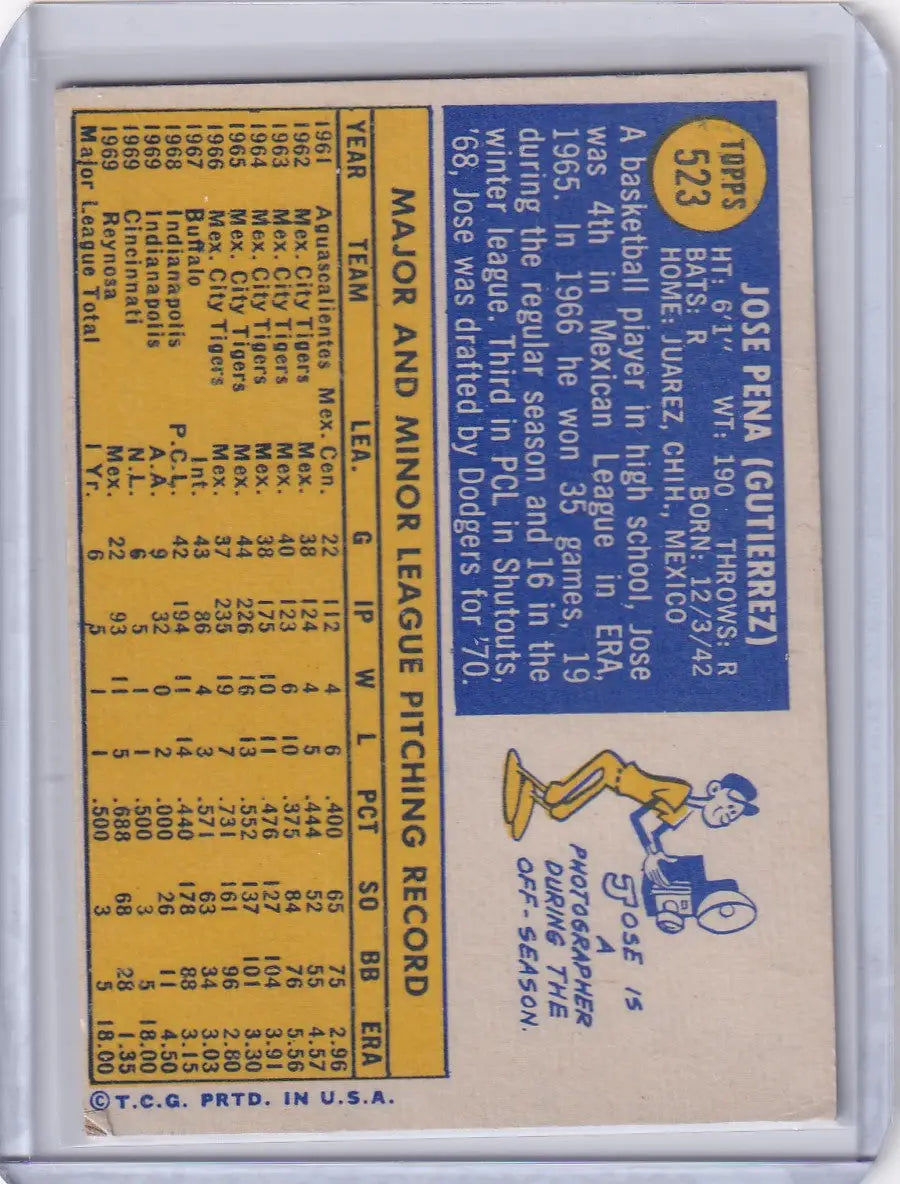 TOPPS
523
JOSE PENA (GUTIERREZ)
HT: 6'1" WT: 190 THROWS: R
BATS: R BORN: 12/3/42
HOME: JUAREZ, CHIH., MEXICO
A basketball player in high school, Jose
was 4th in Mexican League in ERA,
1965. In 1966 he won 35 games, 19
during the regular season and 16 in the
winter league. Third in PCL in Shutouts,
'68, Jose was drafted by Dodgers for '70.
JOSE IS
A
PHOTOGRAPHER
DURING THE
OFF-SEASON.
MAJOR AND MINOR LEAGUE PITCHING RECORD
YEAR TEAM LEA. G IP W L PCT SO BB ERA
1961 Aguascalientes Mex. Cen. 22 112 4 6 .400 65 75 2.96
1962 Mex. City Tigers Mex. 38 124 4 5 .444 52 55 4.57
1963 Mex. City Tigers Mex. 40 123 6 10 .375 84 76 5.56
1964 Mex. City Tigers Mex. 38 175 10 11 .476 127 104 3.91
1965 Mex. City Tigers Mex. 44 226 16 13 .552 137 101 3.30
1966 Mex. City Tigers Mex. 37 235 19 7 .731 161 96 2.80
1967 Buffalo Int. 43 86 4 3 .571 63 34 3.03
1968 Indianapolis P.C.L. 42 194 11 14 .440 178 88 3.15
1969 Indianapolis A.A. 9 32 0 2 .000 26 11 4.50
1969 Cincinnati N.L. 6 5 1 1 .500 3 5 18.00
1969 Reynosa Mex. 22 93 11 5 .688 68 28 1.35
Major League Total 1 Yr. 6 5 1 1 .500 3 5 18.00
© T.C.G. PRTD. IN U.S.A.